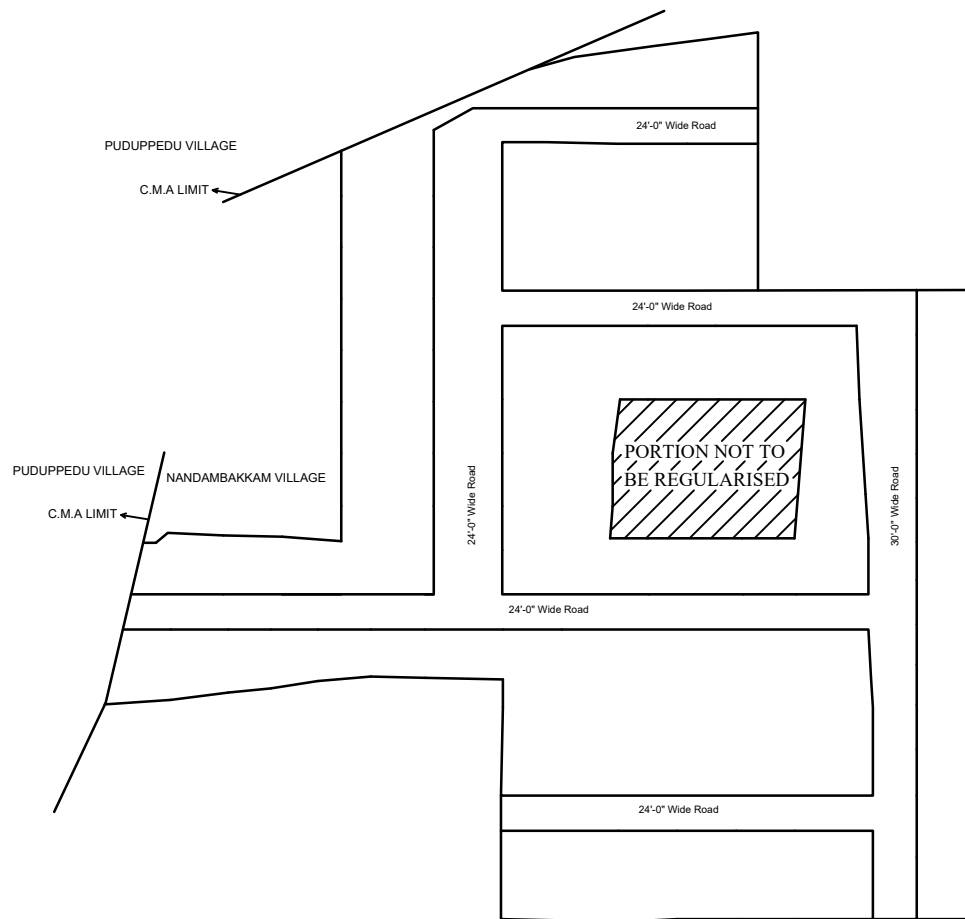 24'-0" Wide Road
PUDUPPEDU VILLAGE
C.M.A LIMIT
24'-0" Wide Road
PORTION NOT TO
BE REGULARISED
PUDUPPEDU VILLAGE
NANDAMBAKKAM VILLAGE
C.M.A LIMIT
24'-0" Wide Road
30'-0" Wide Road
24'-0" Wide Road
24'-0" Wide Road